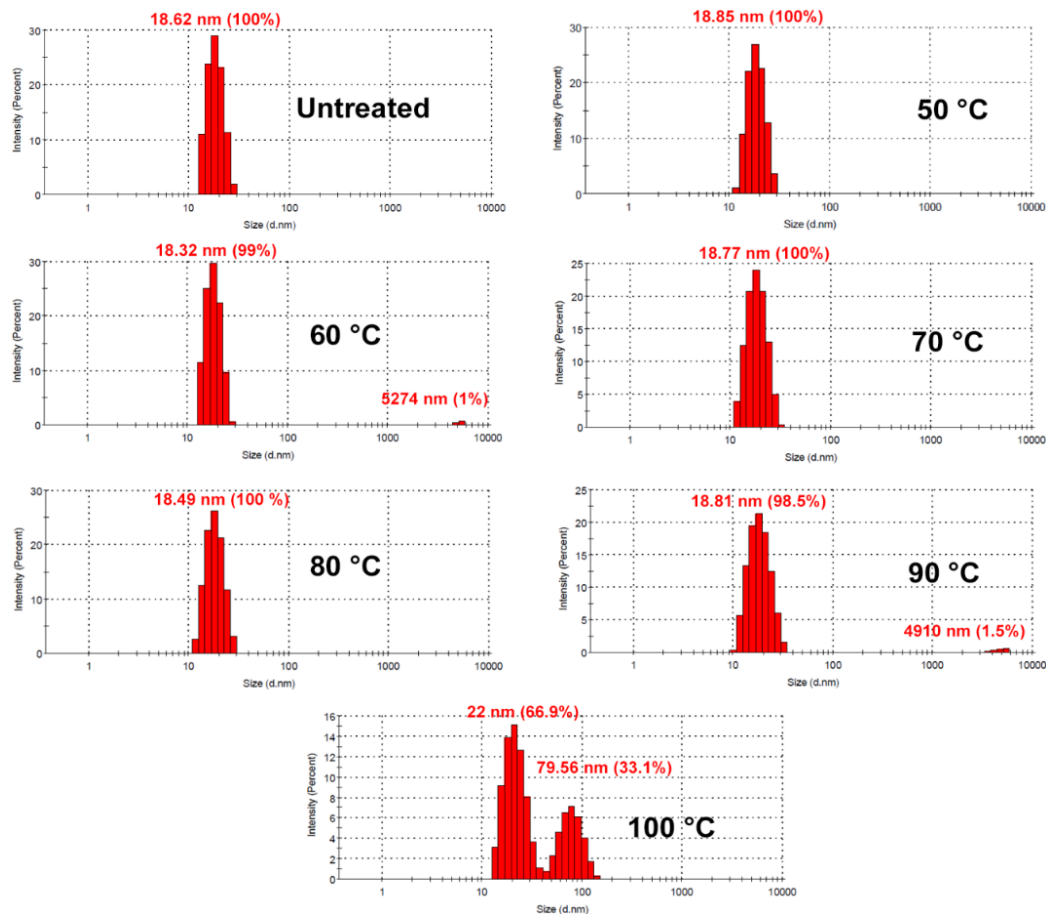 18.62 nm (100%)
30
20
10
0
Intensity (Percent)
Untreated
1 10 100 1000 10000
Size (d.nm)
18.85 nm (100%)
30
20
10
0
Intensity (Percent)
50 °C
1 10 100 1000 10000
Size (d.nm)
18.32 nm (99%)
30
20
10
0
Intensity (Percent)
60 °C
5274 nm (1%)
1 10 100 1000 10000
Size (d.nm)
18.77 nm (100%)
25
20
15
10
5
0
Intensity (Percent)
70 °C
1 10 100 1000 10000
Size (d.nm)
18.49 nm (100 %)
30
20
10
0
Intensity (Percent)
80 °C
1 10 100 1000 10000
Size (d.nm)
18.81 nm (98.5%)
25
20
15
10
5
0
Intensity (Percent)
90 °C
4910 nm (1.5%)
1 10 100 1000 10000
Size (d.nm)
22 nm (66.9%)
16
14
12
10
8
6
4
2
0
Intensity (Percent)
79.56 nm (33.1%)
100 °C
1 10 100 1000 10000
Size (d.nm)